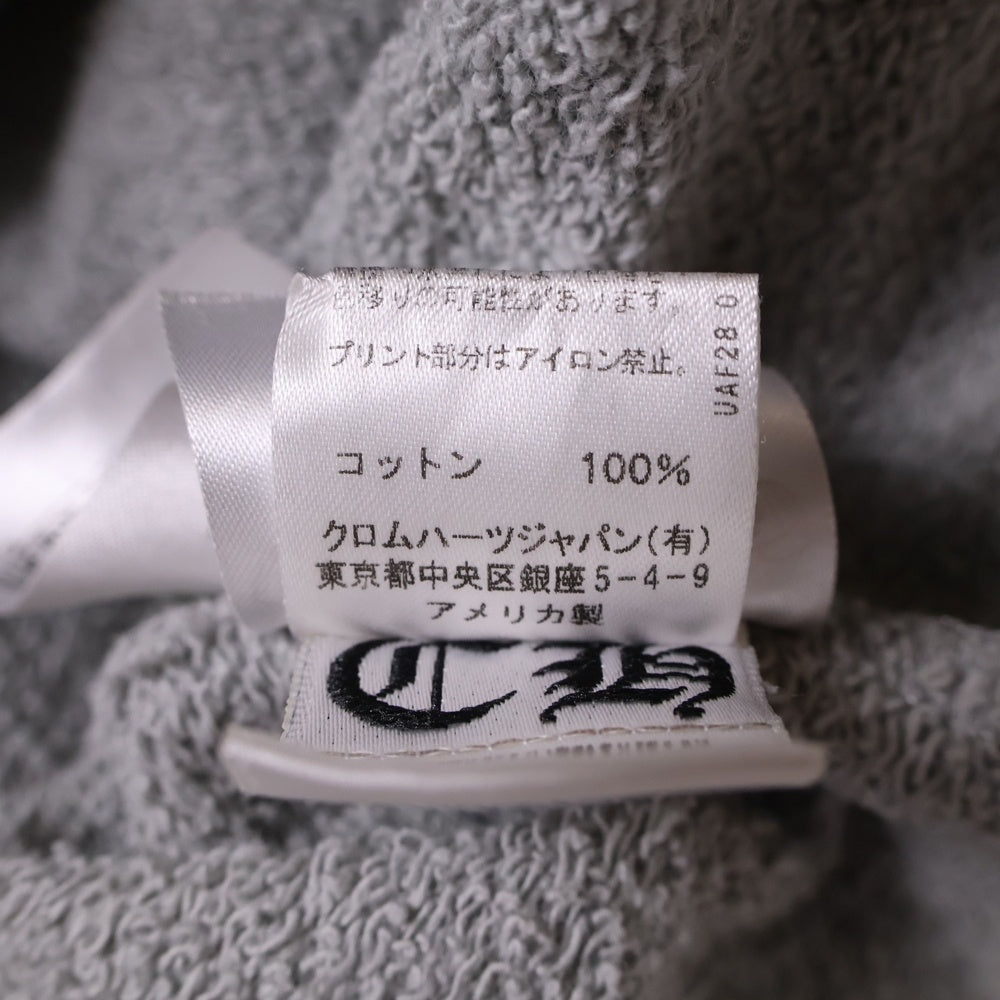 色移りの可能性があります。
プリント部分はアイロン禁止。
UAF28 0
コットン 100%
クロムハーツジャパン(有)
東京都中央区銀座5-4-9
アメリカ製